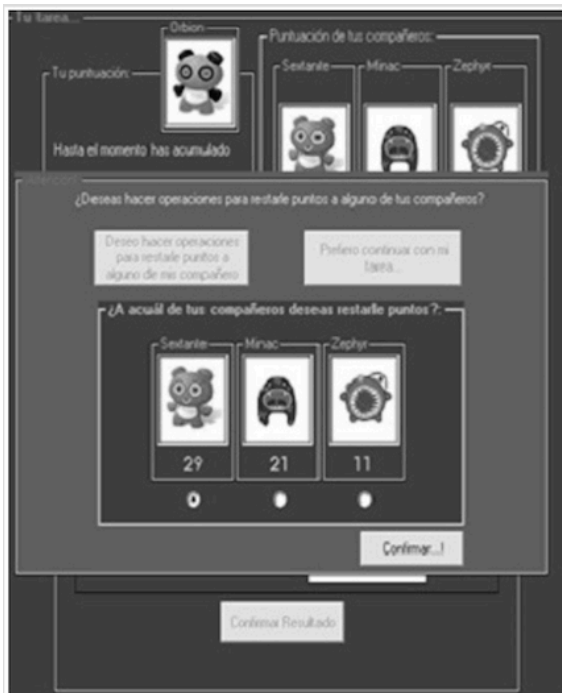 Tu tarea...
Orbion
Puntuación de tus compañeros:
Tu puntuación:
Sextante
Minac
Zephyr
Hasta el momento has acumulado
¿Deseas hacer operaciones para restarle puntos a alguno de tus compañeros?
Deseo hacer operaciones
para restarle puntos a
alguno de mis compañero
Prefiero continuar con mi
tarea...
¿A acuál de tus compañeros deseas restarle puntos?:
Sextante
Minac
Zephyr
29
21
11
Confirmar...!
Confirmar Resultado